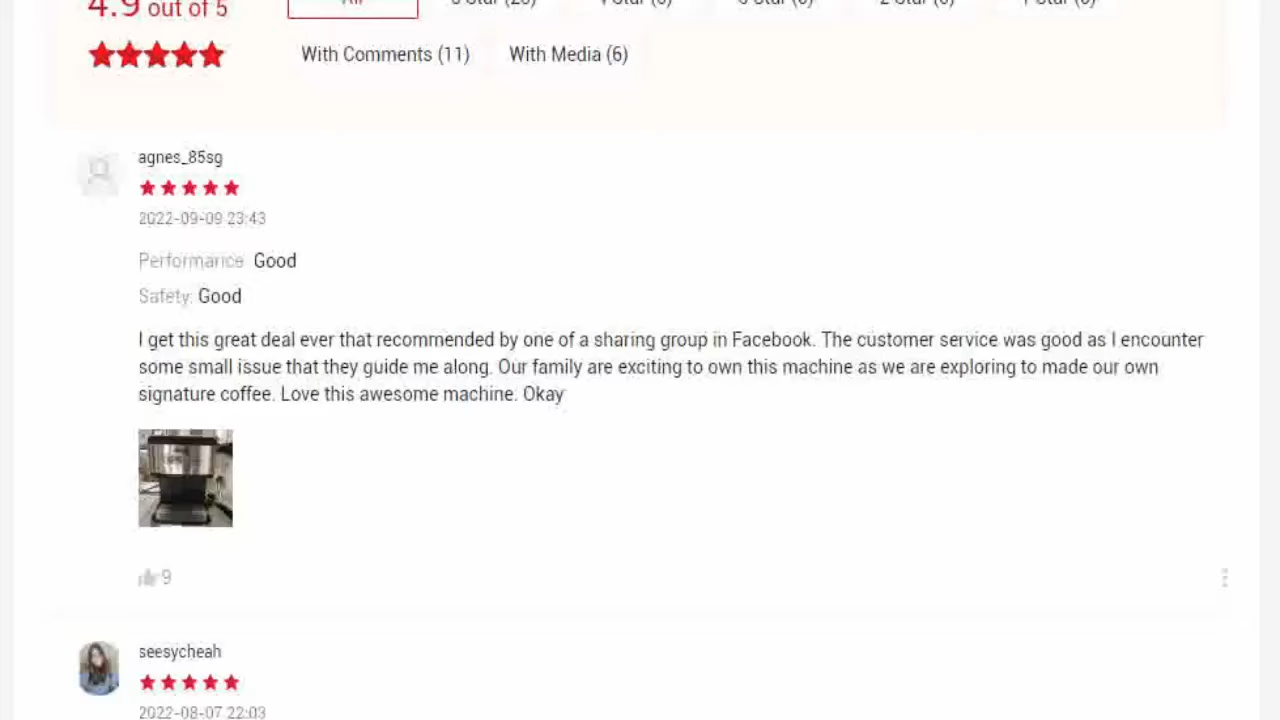 4.9 out of 5
With Comments (11) With Media (6)
agnes_85sg
2022-09-09 23:43
Performance: Good
Safety: Good
I get this great deal ever that recommended by one of a sharing group in Facebook. The customer service was good as I encounter
some small issue that they guide me along. Our family are exciting to own this machine as we are exploring to made our own
signature coffee. Love this awesome machine. Okay
9
seesycheah
2022-08-07 22:03